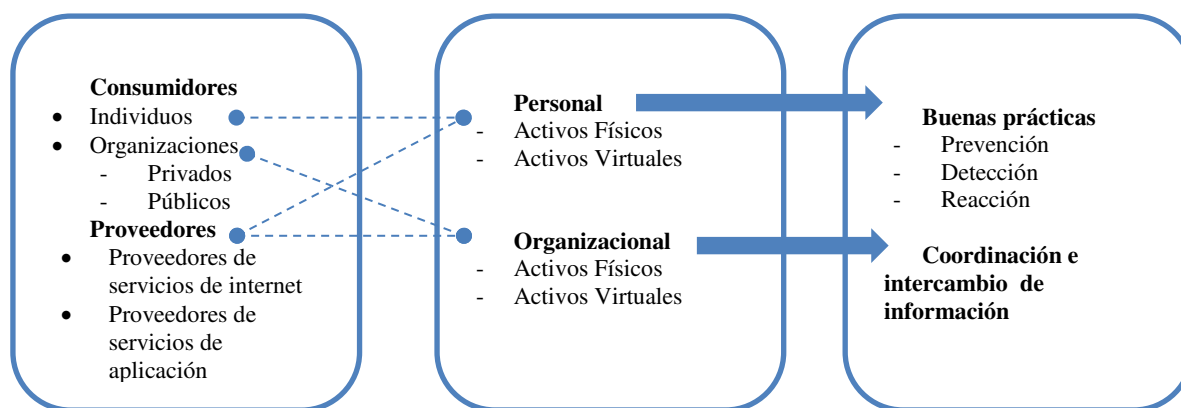 Consumidores
• Individuos
• Organizaciones
- Privados
- Públicos
Proveedores
• Proveedores de
servicios de internet
• Proveedores de
servicios de
aplicación
Personal
- Activos Físicos
- Activos Virtuales
Organizacional
- Activos Físicos
- Activos Virtuales
Buenas prácticas
- Prevención
- Detección
- Reacción
Coordinación e
intercambio de
información